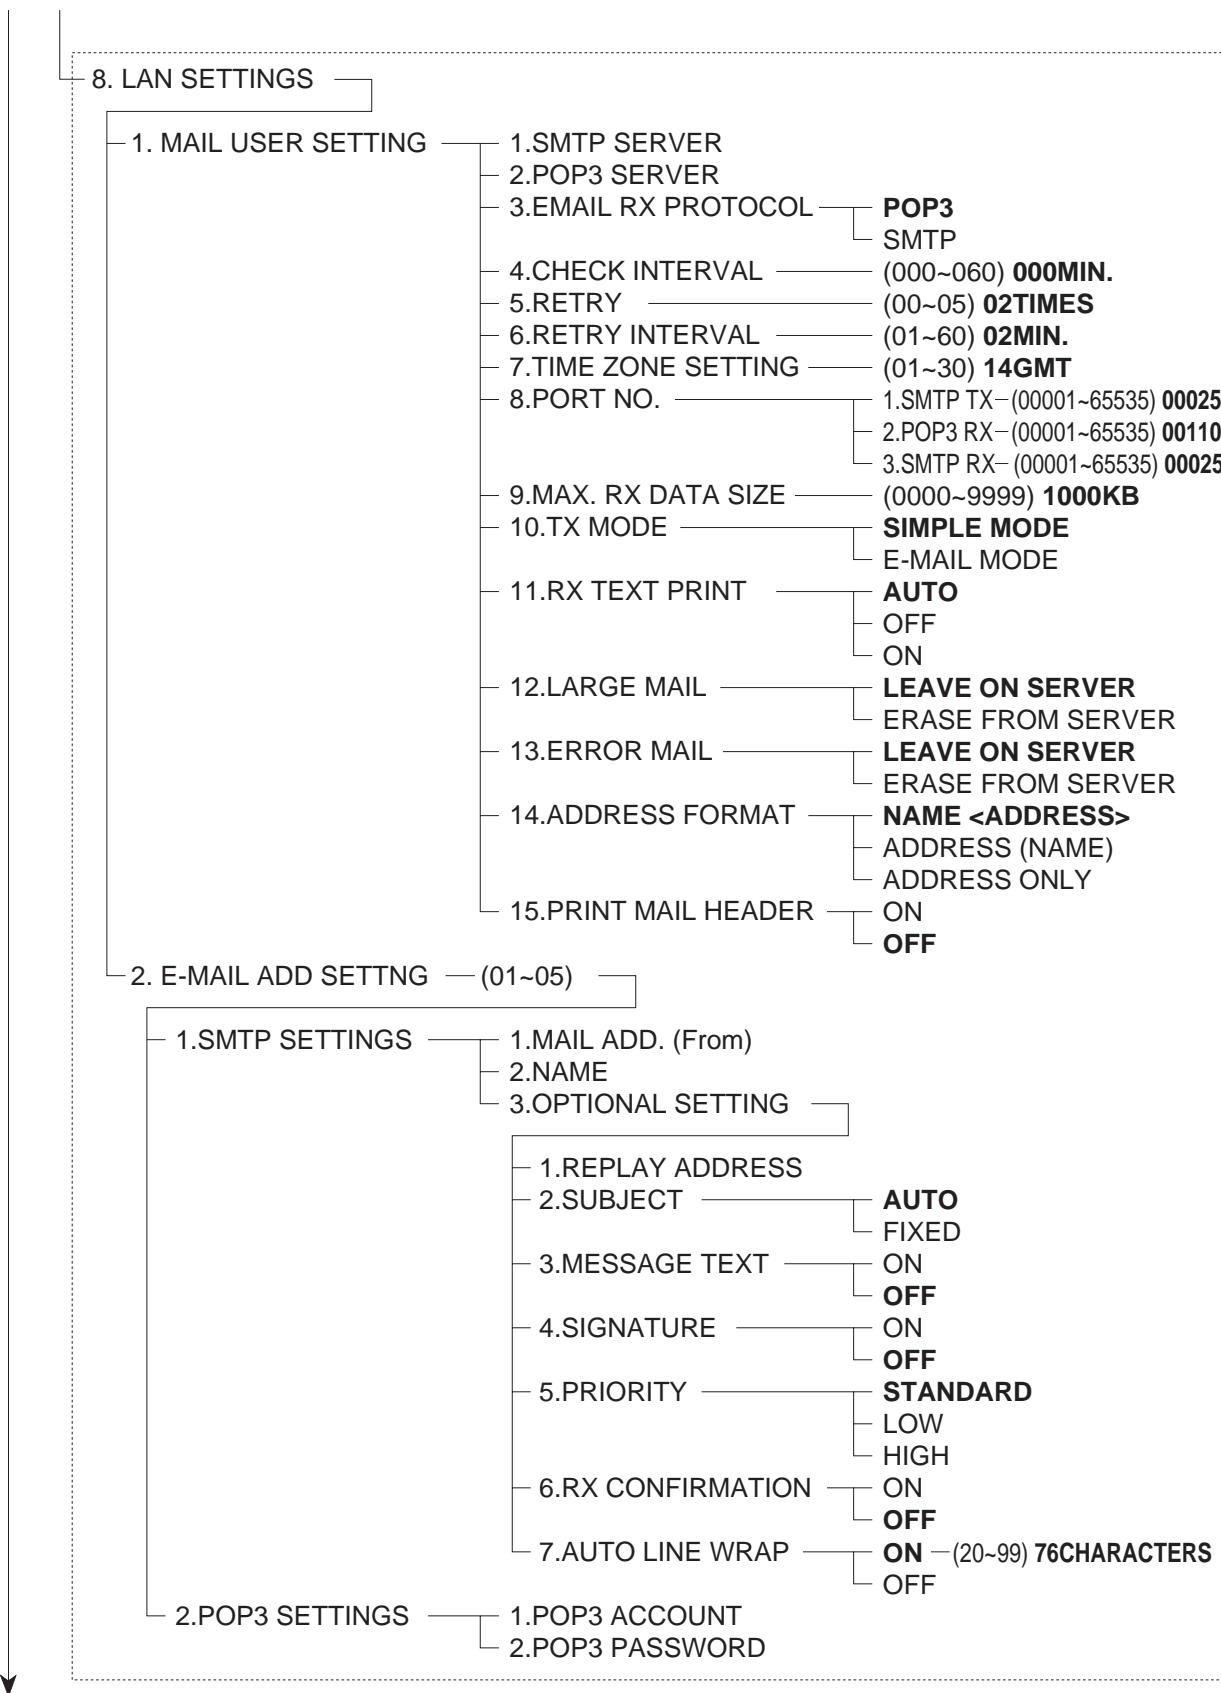 8. LAN SETTINGS
1. MAIL USER SETTING
1.SMTP SERVER
2.POP3 SERVER
3.EMAIL RX PROTOCOL POP3
SMTP
4.CHECK INTERVAL (000~060) 000MIN.
5.RETRY (00~05) 02TIMES
6.RETRY INTERVAL (01~60) 02MIN.
7.TIME ZONE SETTING (01~30) 14GMT
8.PORT NO. 1.SMTP TX (00001~65535) 00025
2.POP3 RX (00001~65535) 00110
3.SMTP RX (00001~65535) 00025
9.MAX. RX DATA SIZE (0000~9999) 1000KB
10.TX MODE SIMPLE MODE
E-MAIL MODE
11.RX TEXT PRINT AUTO
OFF
ON
12.LARGE MAIL LEAVE ON SERVER
ERASE FROM SERVER
13.ERROR MAIL LEAVE ON SERVER
ERASE FROM SERVER
14.ADDRESS FORMAT NAME <ADDRESS>
ADDRESS (NAME)
ADDRESS ONLY
15.PRINT MAIL HEADER ON
OFF
2. E-MAIL ADD SETTNG (01~05)
1.SMTP SETTINGS 1.MAIL ADD. (From)
2.NAME
3.OPTIONAL SETTING
1.REPLAY ADDRESS
2.SUBJECT AUTO
FIXED
3.MESSAGE TEXT ON
OFF
4.SIGNATURE ON
OFF
5.PRIORITY STANDARD
LOW
HIGH
6.RX CONFIRMATION ON
OFF
7.AUTO LINE WRAP ON (20~99) 76CHARACTERS
OFF
2.POP3 SETTINGS 1.POP3 ACCOUNT
2.POP3 PASSWORD